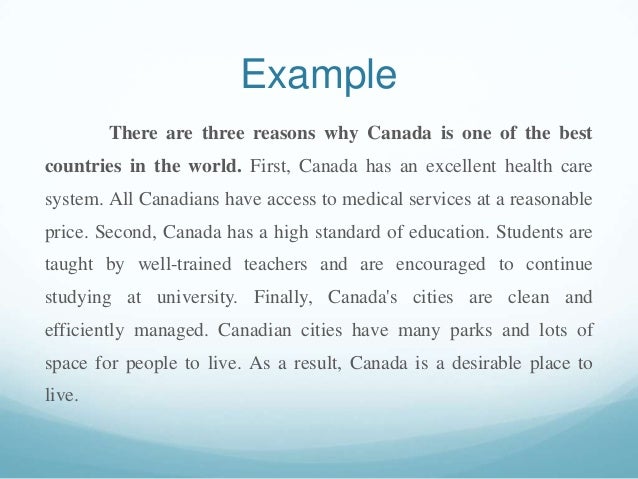 Example
There are three reasons why Canada is one of the best
countries in the world. First, Canada has an excellent health care
system. All Canadians have access to medical services at a reasonable
price. Second, Canada has a high standard of education. Students are
taught by well-trained teachers and are encouraged to continue
studying at university. Finally, Canada's cities are clean and
efficiently managed. Canadian cities have many parks and lots of
space for people to live. As a result, Canada is a desirable place to
live.